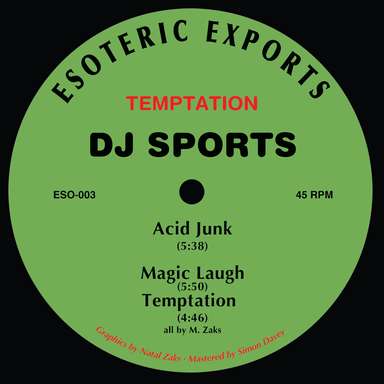 ESOTERIC EXPORTS
TEMPTATION
DJ SPORTS
ESO-003
45 RPM
Acid Junk
(5:38)
Magic Laugh
(5:50)
Temptation
(4:46)
all by M. Zaks
Graphics by Natal Zaks - Mastered by Simon Davey